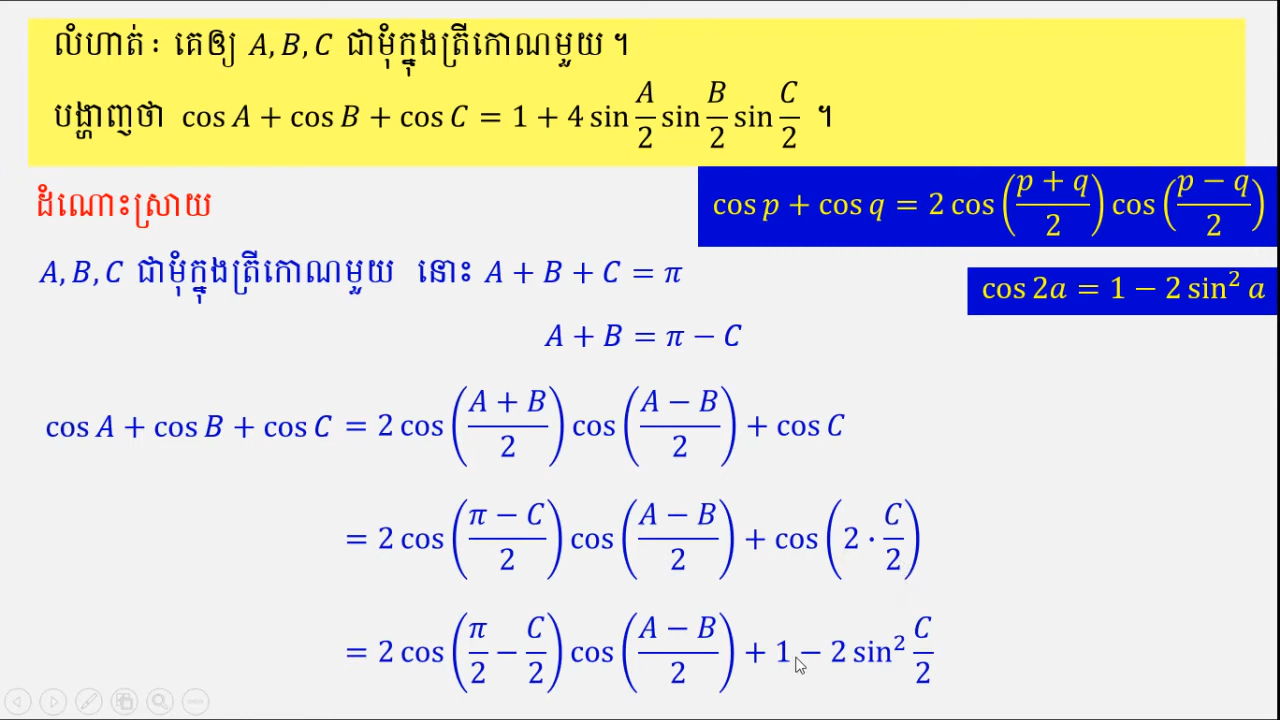 លំហាត់ៈ គេឲ្យ A, B, C ជាមុំក្នុងត្រីកោណមួយ ។
បង្ហាញថា cos A + cos B + cos C = 1 + 4 sin A/2 sin B/2 sin C/2 ។
ដំណោះស្រាយ
cos p + cos q = 2 cos ((p + q)/2) cos ((p − q)/2)
A, B, C ជាមុំក្នុងត្រីកោណមួយ នោះ A + B + C = π
cos 2a = 1 − 2 sin² a
A + B = π − C
cos A + cos B + cos C = 2 cos ((A + B)/2) cos ((A − B)/2) + cos C
= 2 cos ((π − C)/2) cos ((A − B)/2) + cos (2 · C/2)
= 2 cos (π/2 − C/2) cos ((A − B)/2) + 1 − 2 sin² C/2